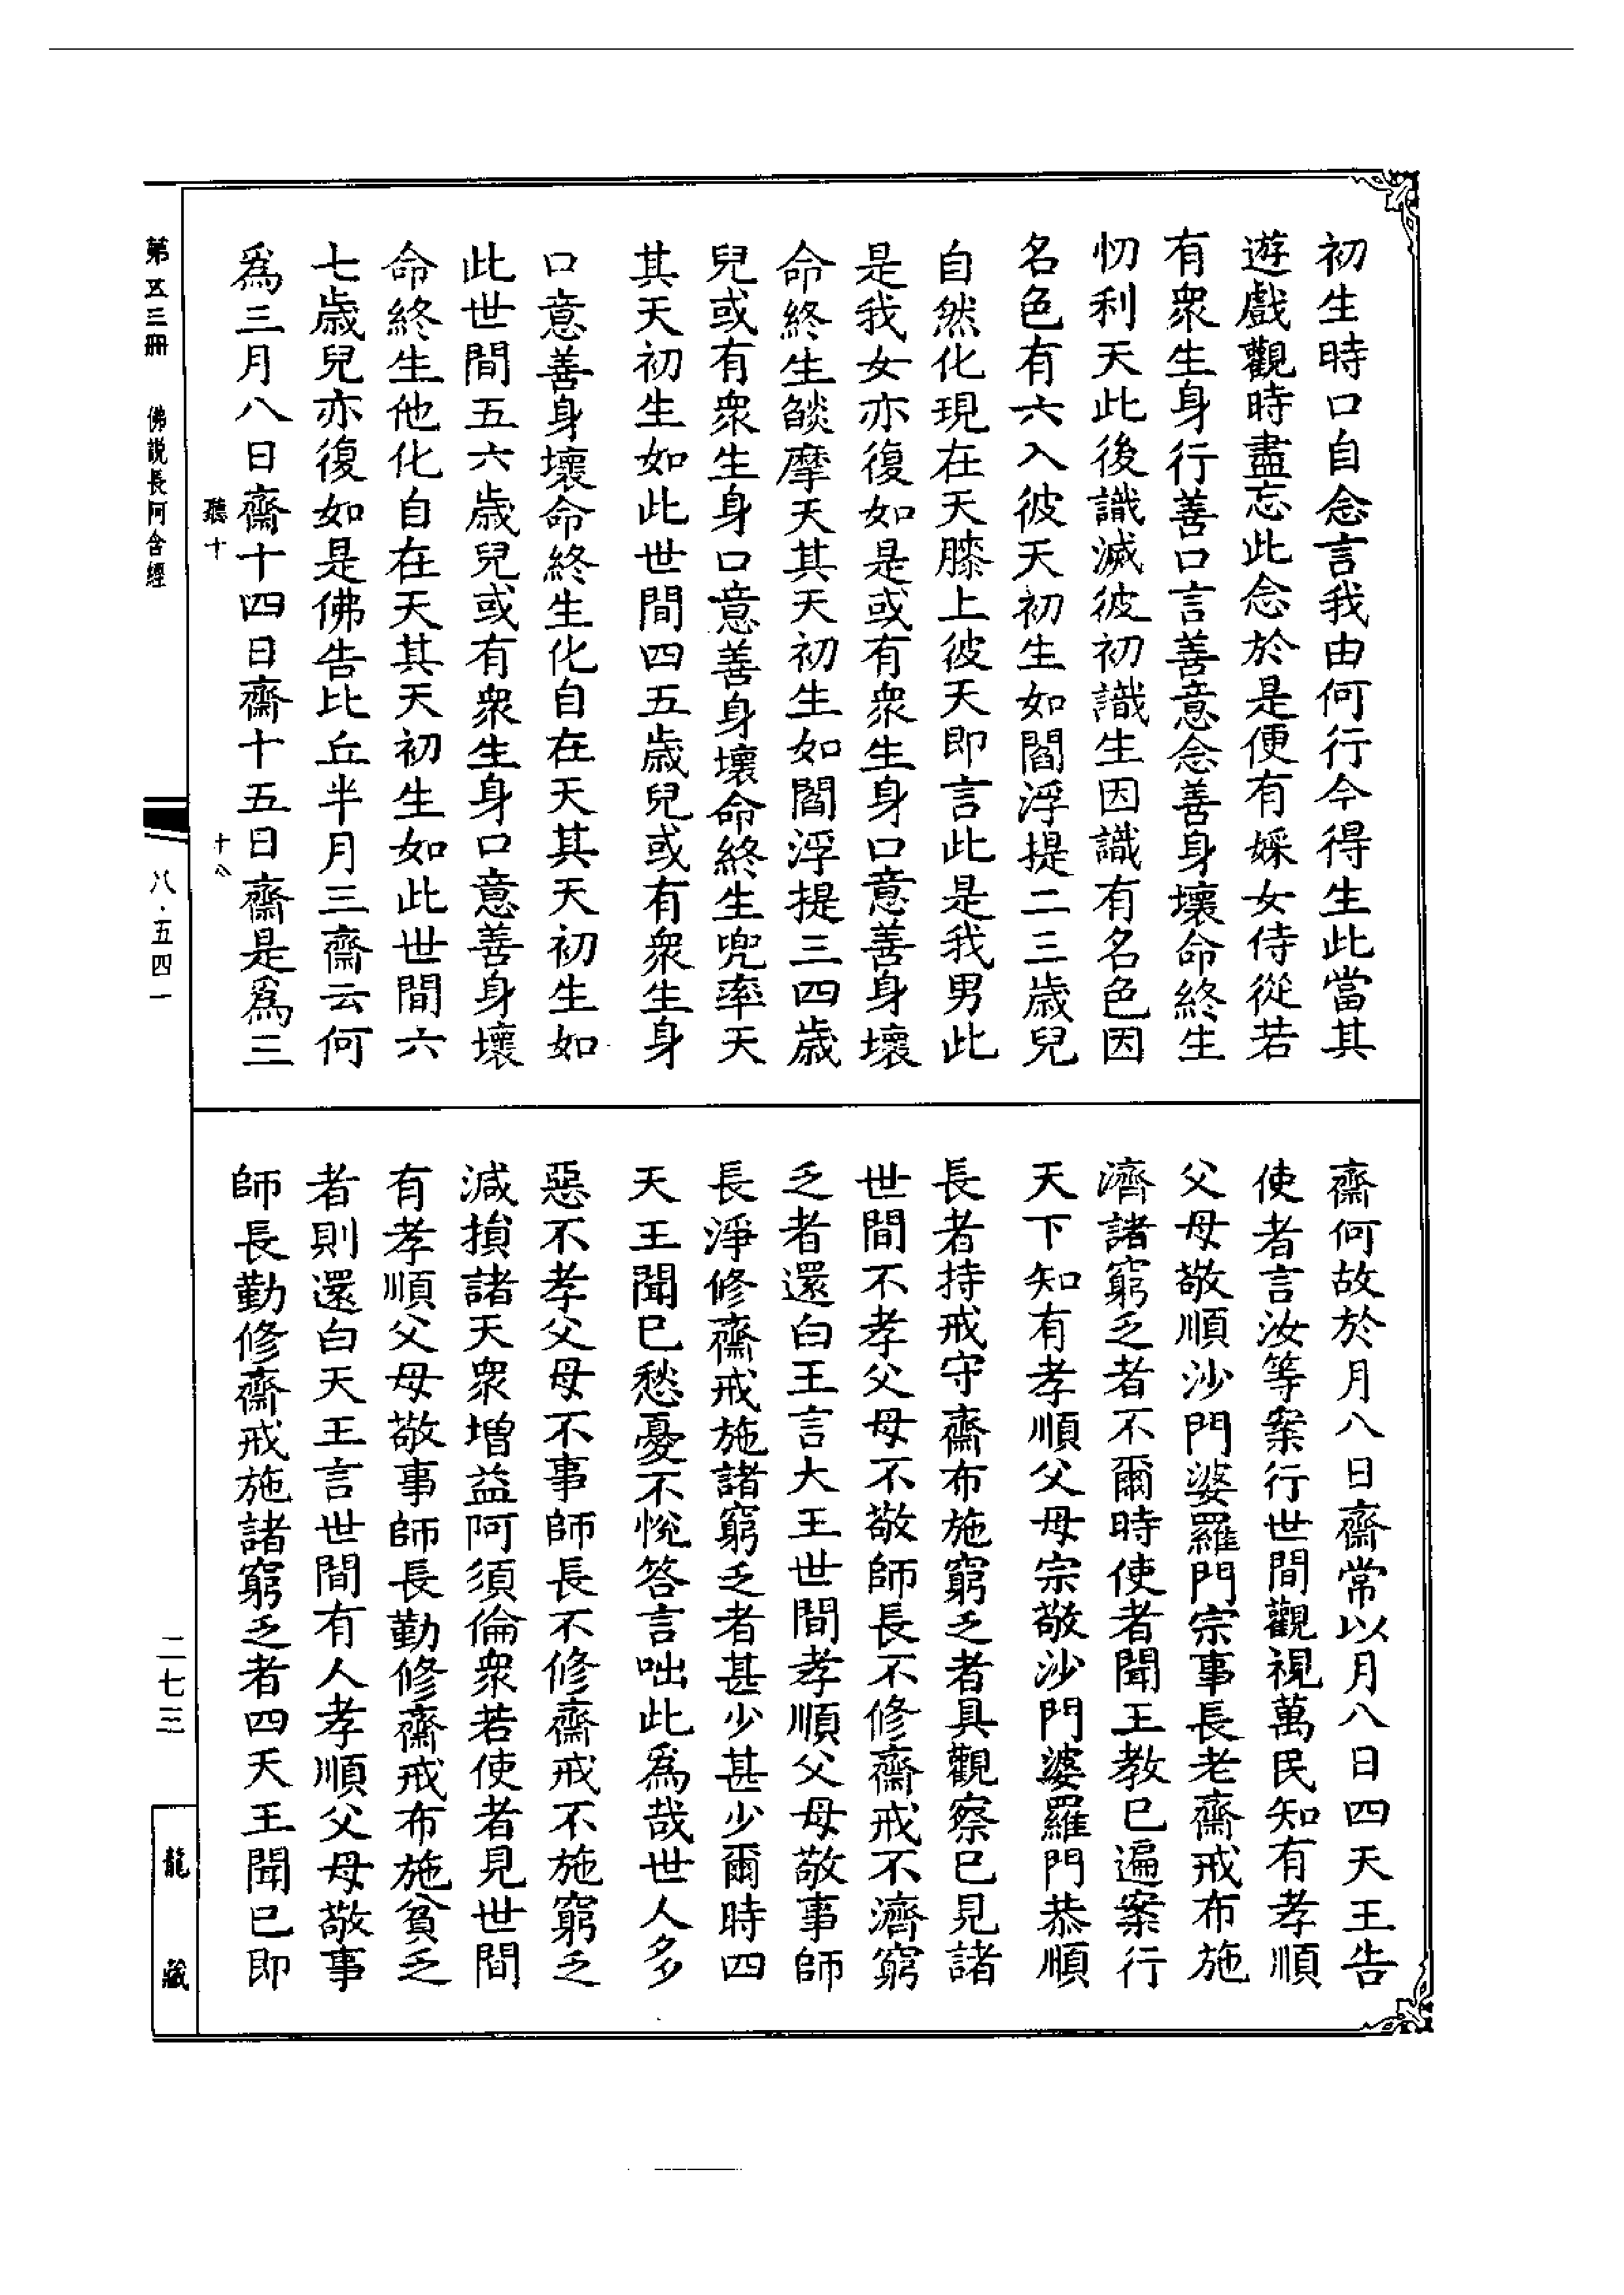 初生時口自念言我由何行今得生此當其
遊戲觀時盡忘此念於是便有婇女侍從若
有衆生身行善口言善意念善身壞命終生
忉利天此後識滅彼初識生因識有名色因
名色有六入彼天初生如閻浮提二三歲兒
自然化現在天膝上彼天即言此是我男此
是我女亦復如是或有衆生身口意善身壞
命終生燄摩天其天初生如閻浮提三四歲
兒或有衆生身口意善身壞命終生兜率天
其天初生如此世間四五歲兒或有衆生身
口意善身壞命終生化自在天其天初生如
此世間五六歲兒或有衆生身口意善身壞
命終生他化自在天其天初生如此世間六
七歲兒亦復如是佛告比丘半月三齋云何
爲三月八日齋十四日齋十五日齋是爲三
聽十
十八
齋何故於月八日齋常以月八日四天王告
使者言汝等案行世間觀視萬民知有孝順
父母敬順沙門婆羅門宗事長老齋戒布施
濟諸窮乏者不爾時使者聞王教已遍案行
天下知有孝順父母宗敬沙門婆羅門恭順
長者持戒守齋布施窮乏者具觀察已見諸
世間不孝父母不敬師長不修齋戒不濟窮
乏者還白王言大王世間孝順父母敬事師
長淨修齋戒施諸窮乏者甚少甚少爾時四
天王聞已愁憂不悅答言咄此爲哉世人多
惡不孝父母不事師長不修齋戒不施窮乏
減損諸天衆增益阿須倫衆若使者見世間
有孝順父母敬事師長勤修齋戒布施貧乏
者則還白天王言世間有人孝順父母敬事
師長勤修齋戒施諸窮乏者四天王聞已即
第五三冊 佛説長阿含經
八·五四一
二七三
龍藏